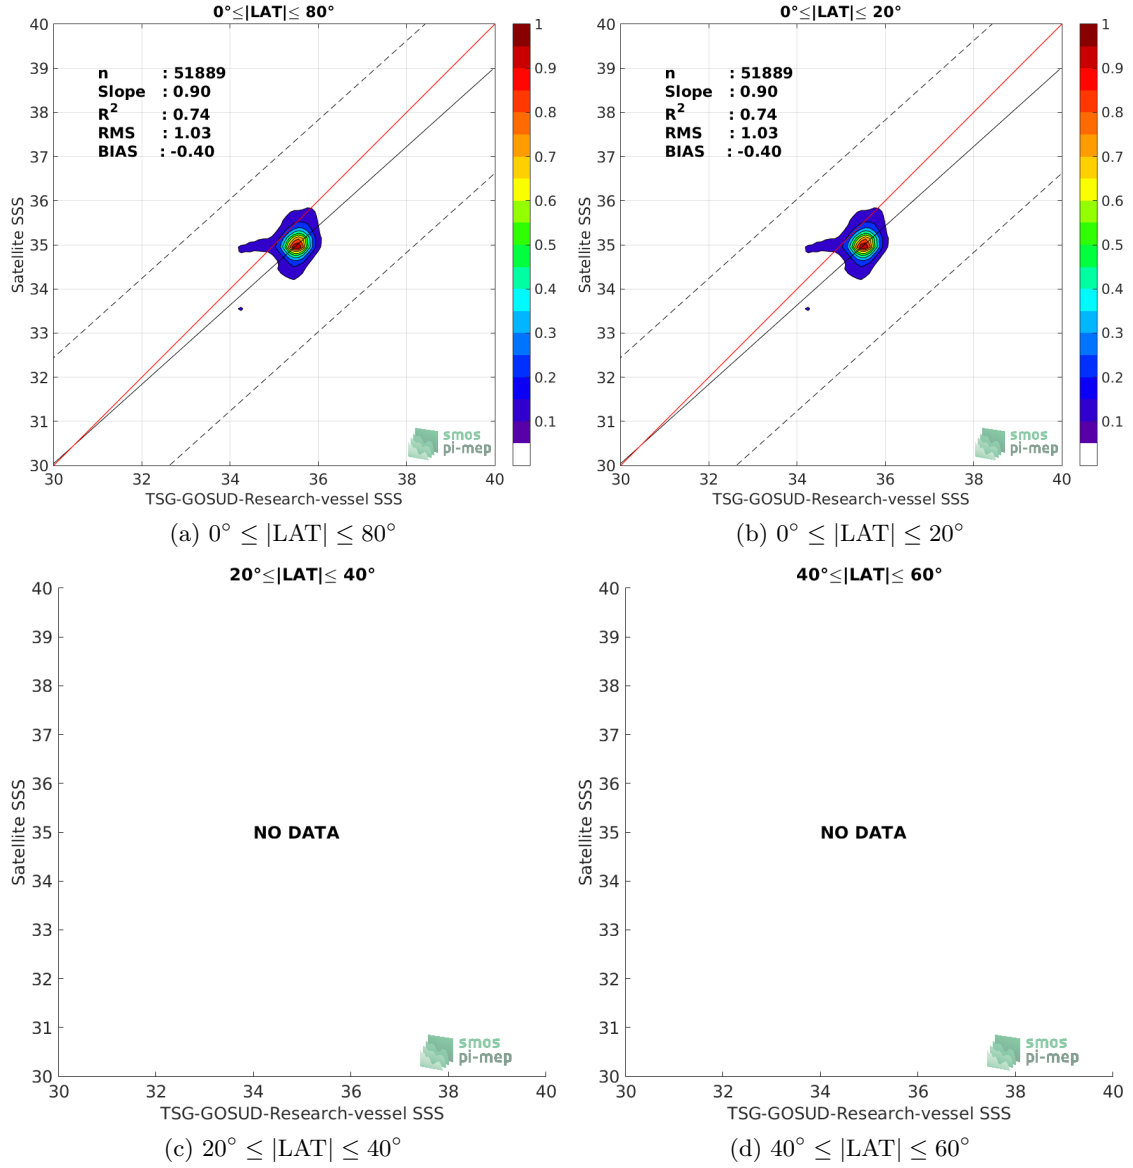 0°≤|LAT|≤ 80°
40
39
38
37
36
35
34
33
32
31
30
n : 51889
Slope : 0.90
R² : 0.74
RMS : 1.03
BIAS : -0.40
Satellite SSS
smos
pi-mep
30 32 34 36 38 40
TSG-GOSUD-Research-vessel SSS
1
0.9
0.8
0.7
0.6
0.5
0.4
0.3
0.2
0.1
(a) 0° ≤ |LAT| ≤ 80°
0°≤|LAT|≤ 20°
40
39
38
37
36
35
34
33
32
31
30
n : 51889
Slope : 0.90
R² : 0.74
RMS : 1.03
BIAS : -0.40
Satellite SSS
smos
pi-mep
30 32 34 36 38 40
TSG-GOSUD-Research-vessel SSS
1
0.9
0.8
0.7
0.6
0.5
0.4
0.3
0.2
0.1
(b) 0° ≤ |LAT| ≤ 20°
20°≤|LAT|≤ 40°
40
39
38
37
36
35
34
33
32
31
30
Satellite SSS
NO DATA
smos
pi-mep
30 32 34 36 38 40
TSG-GOSUD-Research-vessel SSS
(c) 20° ≤ |LAT| ≤ 40°
40°≤|LAT|≤ 60°
40
39
38
37
36
35
34
33
32
31
30
Satellite SSS
NO DATA
smos
pi-mep
30 32 34 36 38 40
TSG-GOSUD-Research-vessel SSS
(d) 40° ≤ |LAT| ≤ 60°